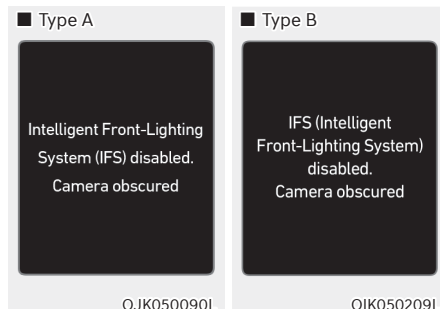 ■ Type A
Intelligent Front-Lighting
System (IFS) disabled.
Camera obscured
OJK050090L
■ Type B
IFS (Intelligent
Front-Lighting System)
disabled.
Camera obscured
OIK050209L